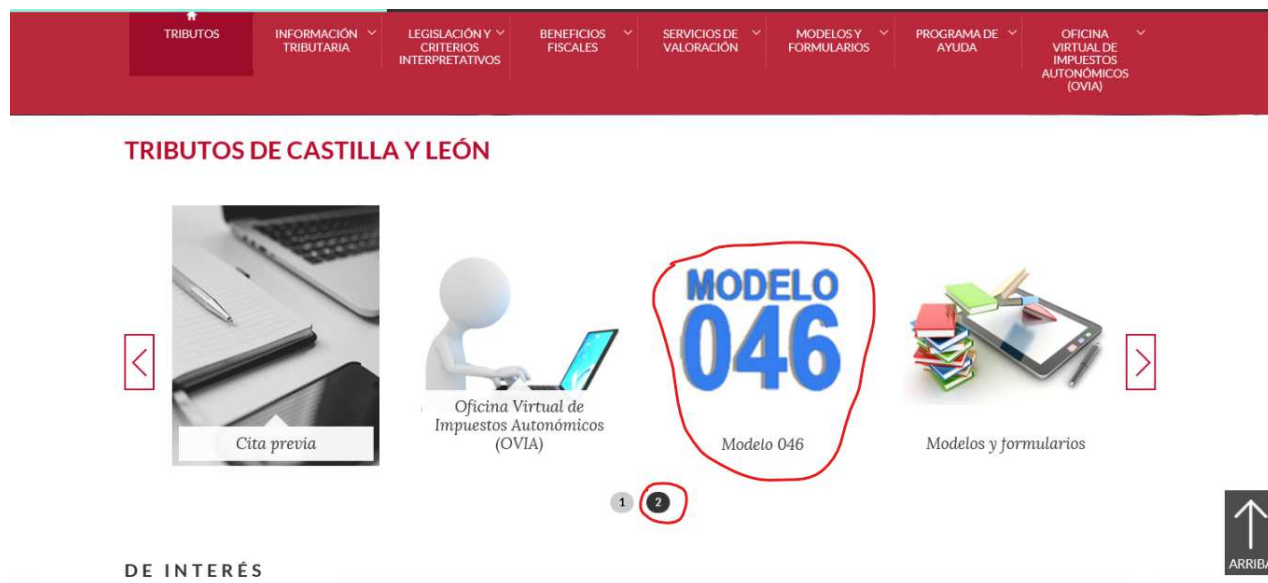 TRIBUTOS
INFORMACIÓN
TRIBUTARIA
LEGISLACIÓN Y
CRITERIOS
INTERPRETATIVOS
BENEFICIOS
FISCALES
SERVICIOS DE
VALORACIÓN
MODELOS Y
FORMULARIOS
PROGRAMA DE
AYUDA
OFICINA
VIRTUAL DE
IMPUESTOS
AUTONÓMICOS
(OVIA)
TRIBUTOS DE CASTILLA Y LEÓN
Cita previa
Oficina Virtual de
Impuestos Autonómicos
(OVIA)
MODELO
046
Modelo 046
Modelos y formularios
1 2
ARRIBA
DE INTERÉS